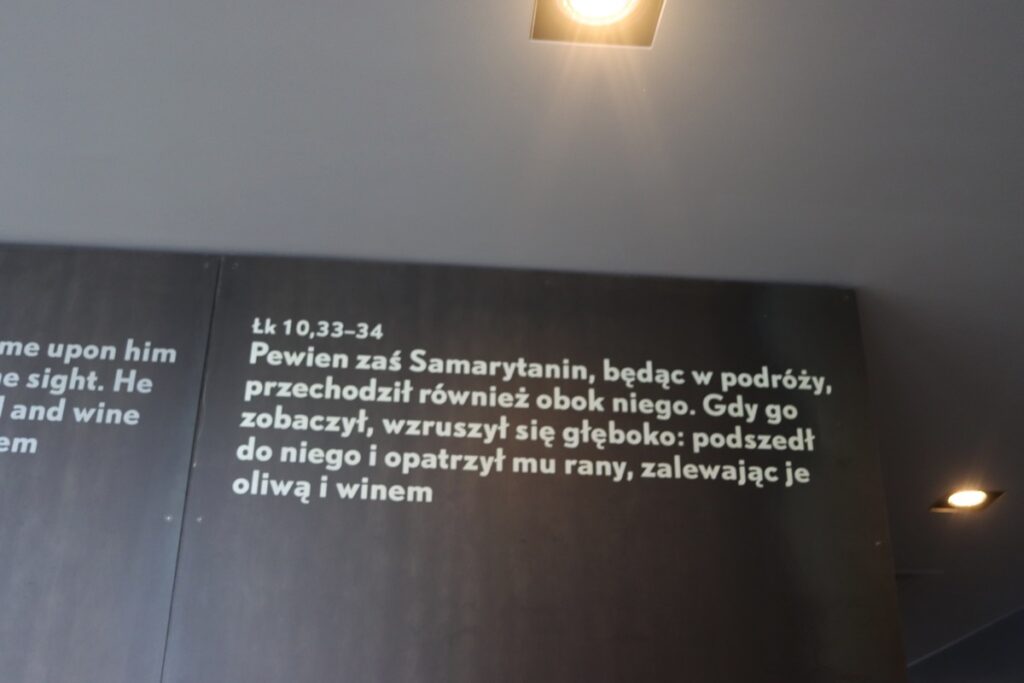 me upon him
e sight. He
and wine
em
Łk 10,33–34
Pewien zaś Samarytanin, będąc w podróży,
przechodził również obok niego. Gdy go
zobaczył, wzruszył się głęboko: podszedł
do niego i opatrzył mu rany, zalewając je
oliwą i winem